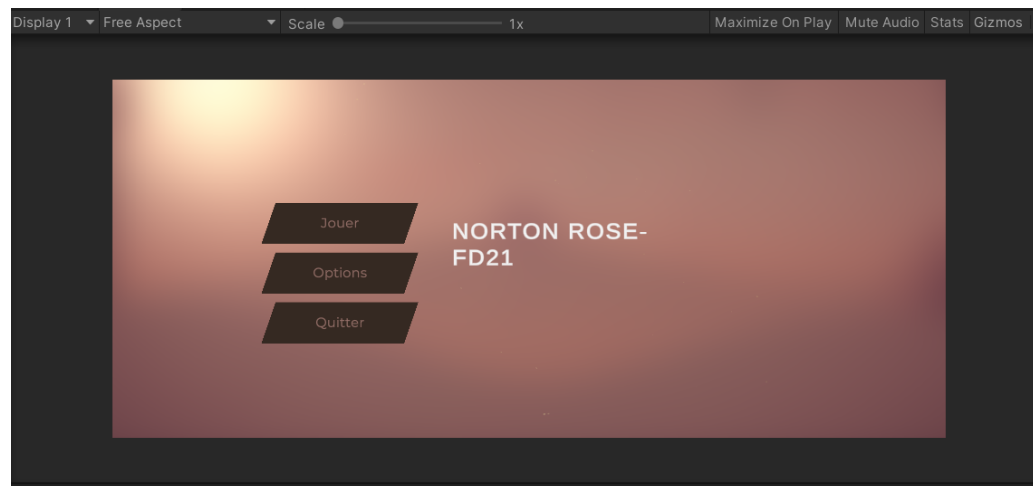 Display 1 Free Aspect Scale 1x Maximize On Play Mute Audio Stats Gizmos
Jouer
Options
Quitter
NORTON ROSE-
FD21